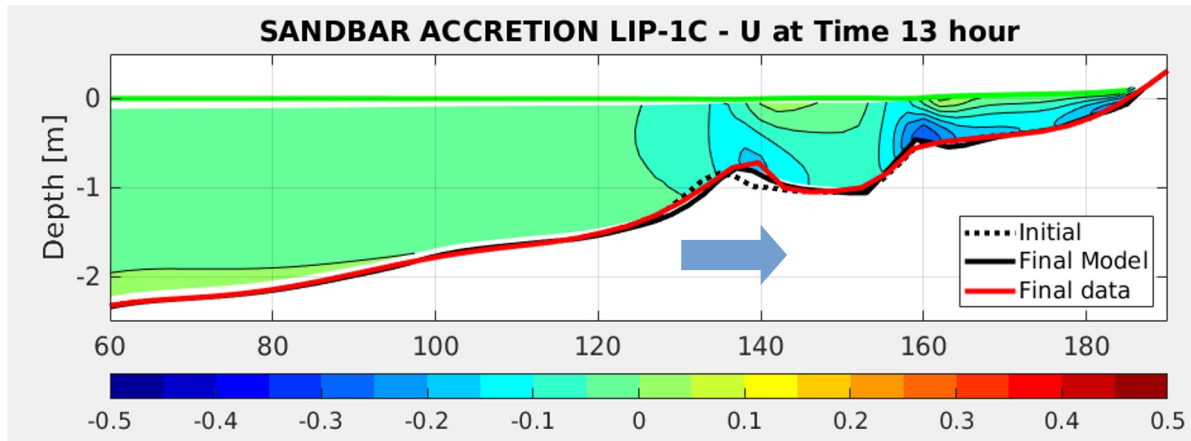 SANDBAR ACCRETION LIP-1C - U at Time 13 hour
Depth [m]
0
-1
-2
Initial
Final Model
Final data
60 80 100 120 140 160 180
-0.5 -0.4 -0.3 -0.2 -0.1 0 0.1 0.2 0.3 0.4 0.5